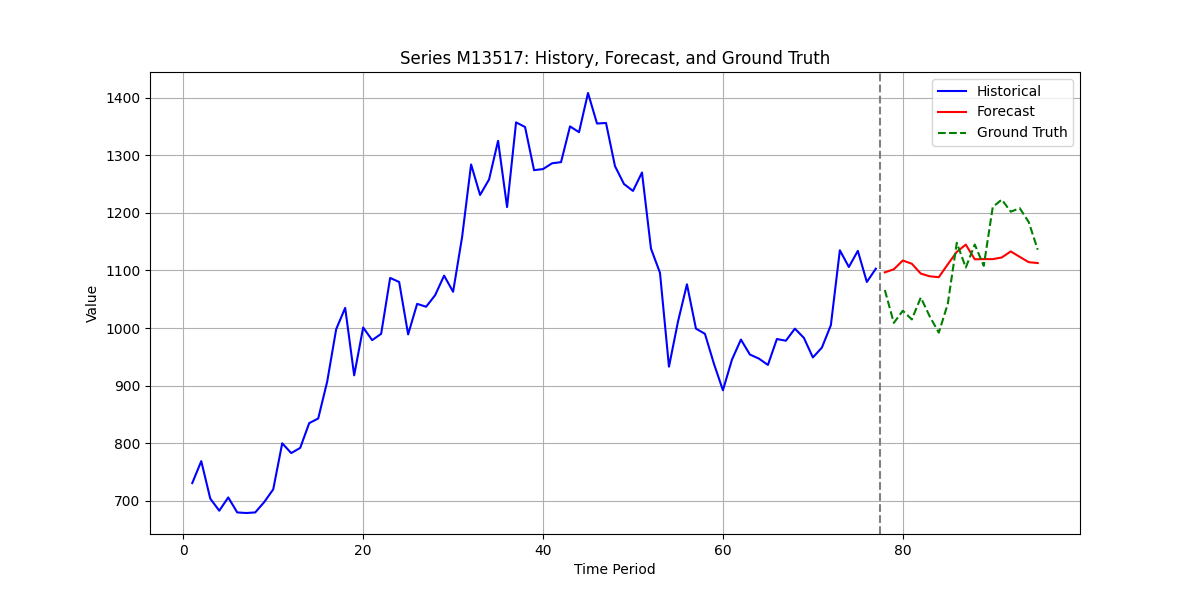 Series M13517: History, Forecast, and Ground Truth
Historical
Forecast
Ground Truth
Value
1400
1300
1200
1100
1000
900
800
700
0 20 40 60 80
Time Period